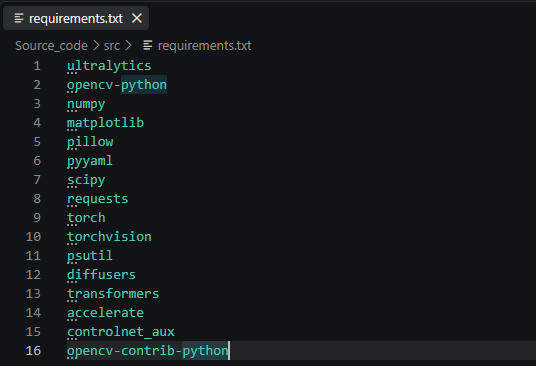 requirements.txt
Source_code > src > requirements.txt
1 ultralytics
2 opencv-python
3 numpy
4 matplotlib
5 pillow
6 pyyaml
7 scipy
8 requests
9 torch
10 torchvision
11 psutil
12 diffusers
13 transformers
14 accelerate
15 controlnet_aux
16 opencv-contrib-python